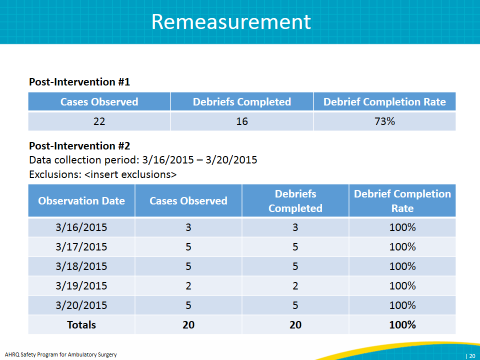 Remeasurement
Post-Intervention #1
Cases Observed Debriefs Completed Debrief Completion Rate
22 16 73%
Post-Intervention #2
Data collection period: 3/16/2015 – 3/20/2015
Exclusions: <insert exclusions>
Observation Date Cases Observed Debriefs Completed Debrief Completion Rate
3/16/2015 3 3 100%
3/17/2015 5 5 100%
3/18/2015 5 5 100%
3/19/2015 2 2 100%
3/20/2015 5 5 100%
Totals 20 20 100%
AHRQ Safety Program for Ambulatory Surgery | 20